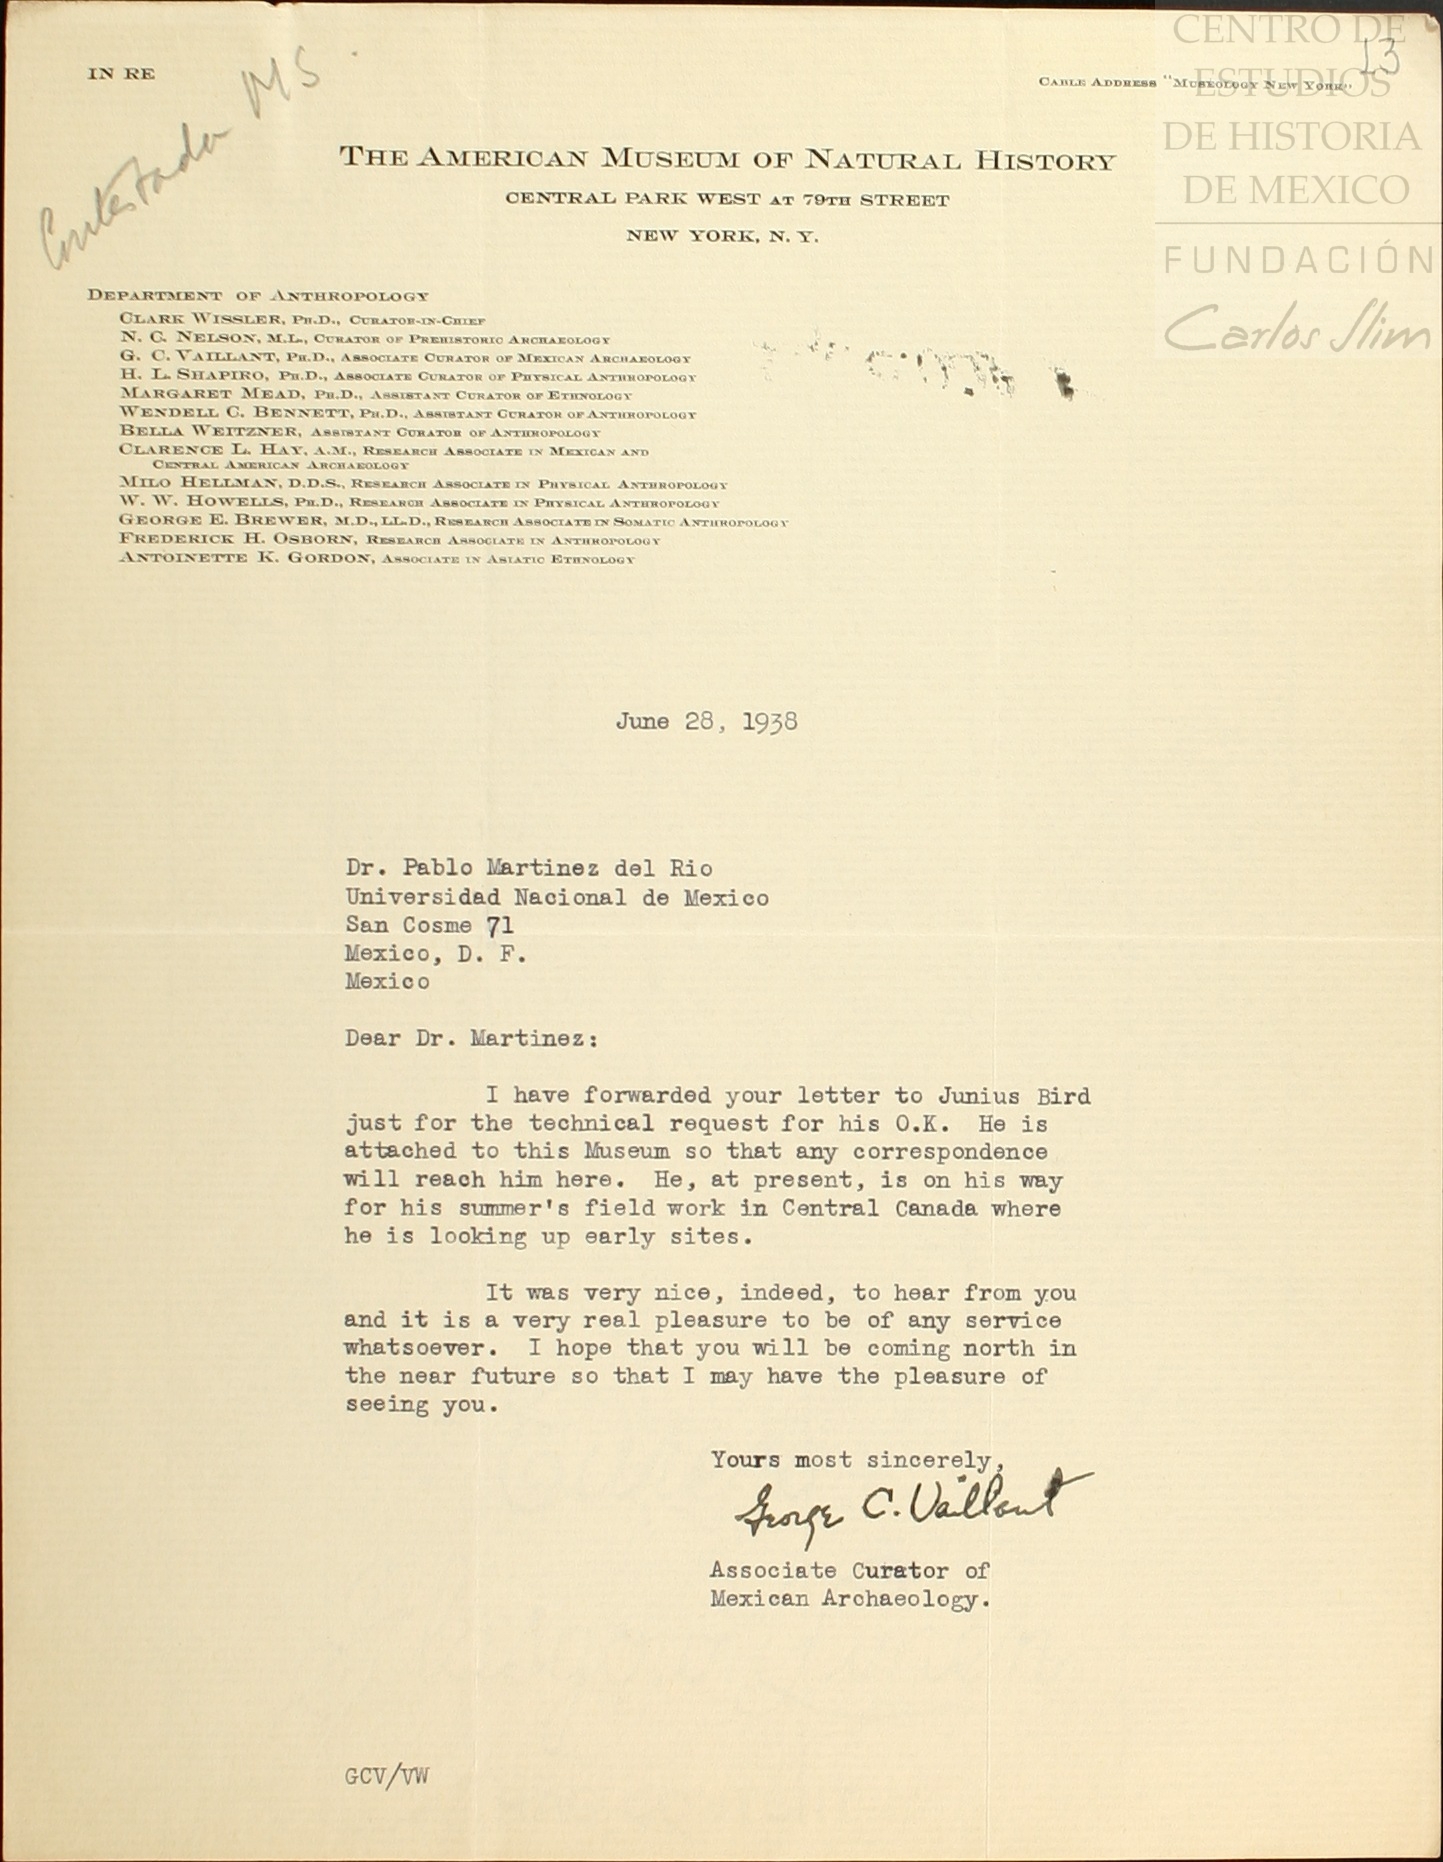 IN RE
Contestada MS
CABLE ADDRESS "MUSEOLOGY NEW YORK"
13
CENTRO DE
ESTUDIOS
DE HISTORIA
DE MEXICO
FUNDACIÓN
Carlos Slim
THE AMERICAN MUSEUM OF NATURAL HISTORY
CENTRAL PARK WEST AT 79TH STREET
NEW YORK, N. Y.
DEPARTMENT OF ANTHROPOLOGY
CLARK WISSLER, PH.D., CURATOR-IN-CHIEF
N. C. NELSON, M.L., CURATOR OF PREHISTORIC ARCHAEOLOGY
G. C. VAILLANT, PH.D., ASSOCIATE CURATOR OF MEXICAN ARCHAEOLOGY
H. L. SHAPIRO, PH.D., ASSOCIATE CURATOR OF PHYSICAL ANTHROPOLOGY
MARGARET MEAD, PH.D., ASSISTANT CURATOR OF ETHNOLOGY
WENDELL C. BENNETT, PH.D., ASSISTANT CURATOR OF ANTHROPOLOGY
BELLA WEITZNER, ASSISTANT CURATOR OF ANTHROPOLOGY
CLARENCE L. HAY, A.M., RESEARCH ASSOCIATE IN MEXICAN AND
CENTRAL AMERICAN ARCHAEOLOGY
MILO HELLMAN, D.D.S., RESEARCH ASSOCIATE IN PHYSICAL ANTHROPOLOGY
W. W. HOWELLS, PH.D., RESEARCH ASSOCIATE IN PHYSICAL ANTHROPOLOGY
GEORGE E. BREWER, M.D., LL.D., RESEARCH ASSOCIATE IN SOMATIC ANTHROPOLOGY
FREDERICK H. OSBORN, RESEARCH ASSOCIATE IN ANTHROPOLOGY
ANTOINETTE K. GORDON, ASSOCIATE IN ASIATIC ETHNOLOGY
June 28, 1938
Dr. Pablo Martinez del Rio
Universidad Nacional de Mexico
San Cosme 71
Mexico, D. F.
Mexico
Dear Dr. Martinez:
I have forwarded your letter to Junius Bird
just for the technical request for his O.K. He is
attached to this Museum so that any correspondence
will reach him here. He, at present, is on his way
for his summer's field work in Central Canada where
he is looking up early sites.
It was very nice, indeed, to hear from you
and it is a very real pleasure to be of any service
whatsoever. I hope that you will be coming north in
the near future so that I may have the pleasure of
seeing you.
Yours most sincerely,
George C. Vaillant
Associate Curator of
Mexican Archaeology.
GCV/VW